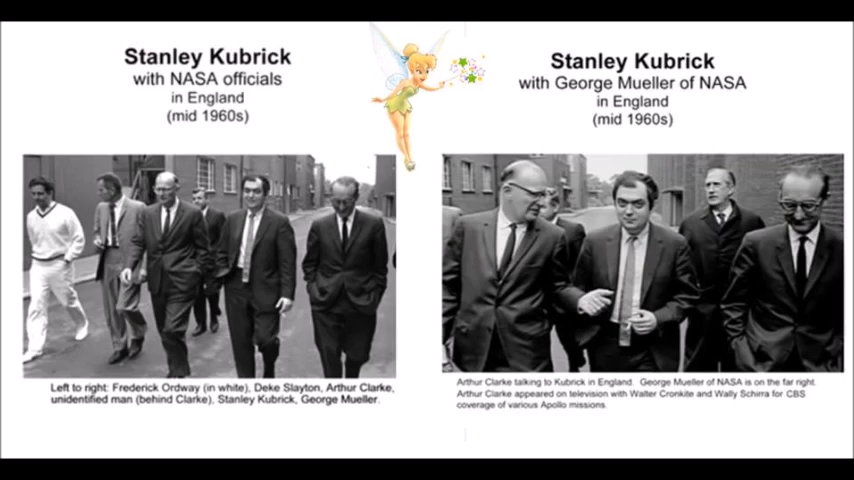 Stanley Kubrick
with NASA officials
in England
(mid 1960s)
Left to right: Frederick Ordway (in white), Deke Slayton, Arthur Clarke,
unidentified man (behind Clarke), Stanley Kubrick, George Mueller.
Stanley Kubrick
with George Mueller of NASA
in England
(mid 1960s)
Arthur Clarke talking to Kubrick in England. George Mueller of NASA is on the far right.
Arthur Clarke appeared on television with Walter Cronkite and Wally Schirra for CBS
coverage of various Apollo missions.